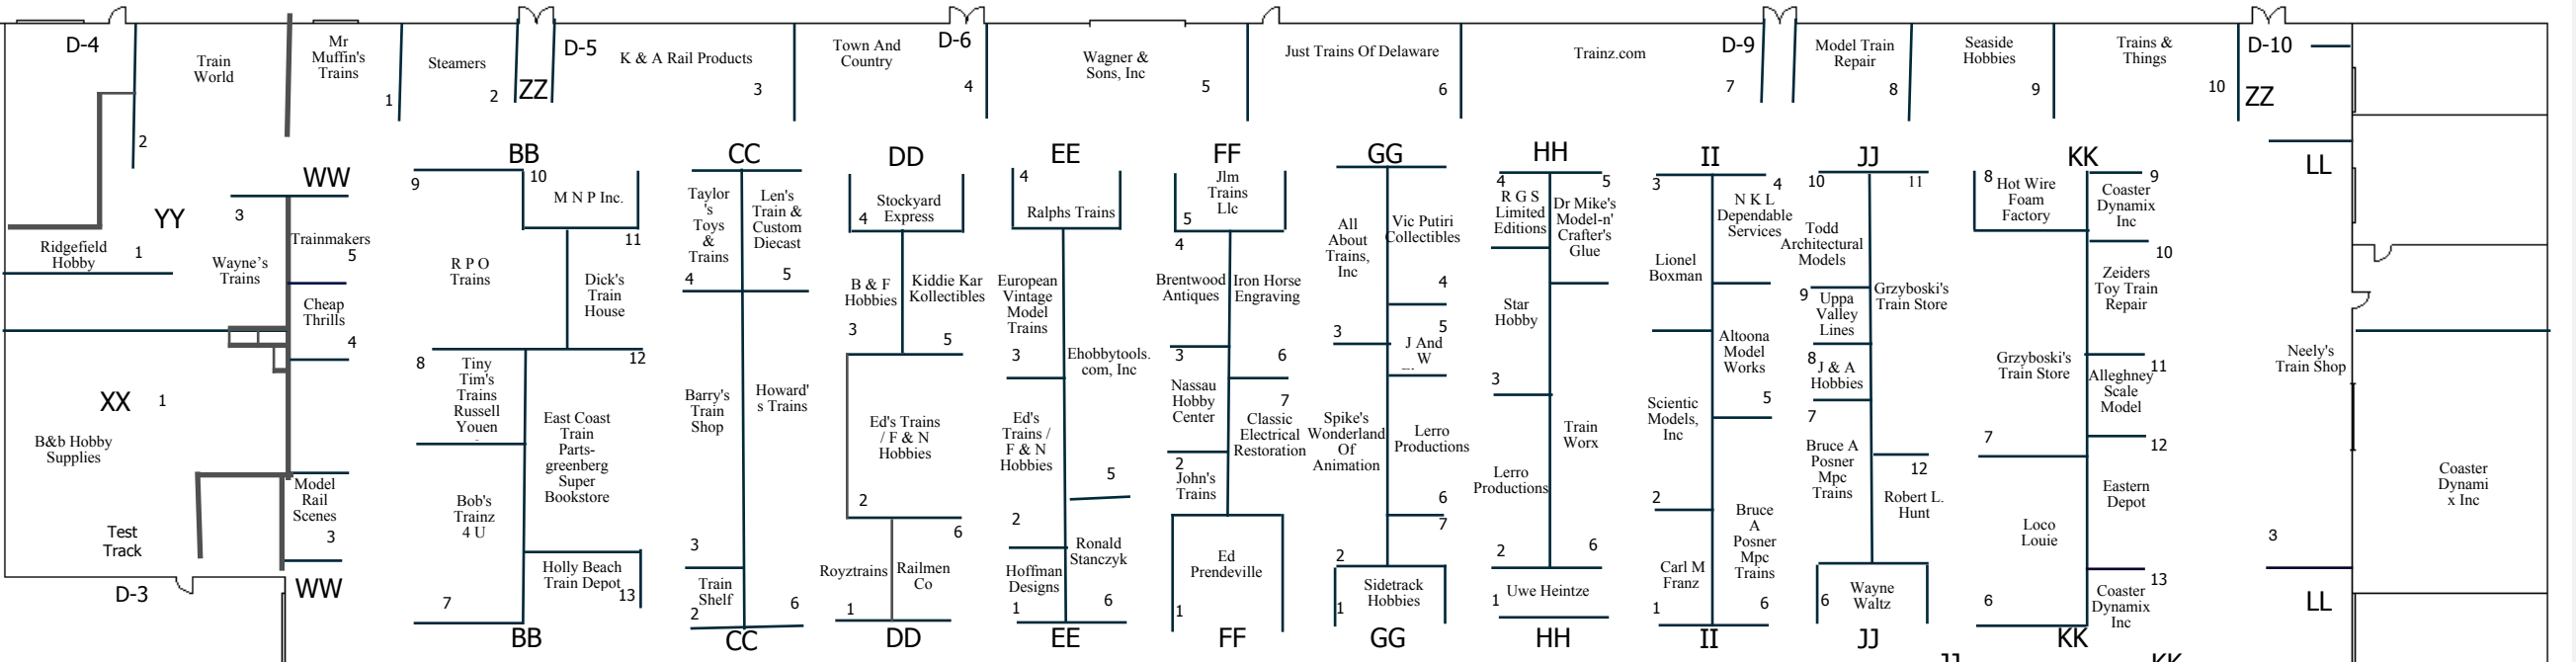 D-4
Train
World
2
Mr
Muffin's
Trains
1
Steamers
2
ZZ
D-5
K & A Rail Products
3
Town And
Country
D-6
4
Wagner &
Sons, Inc
5
Just Trains Of Delaware
6
Trainz.com
D-9
7
Model Train
Repair
8
Seaside
Hobbies
9
Trains &
Things
10
D-10
ZZ
YY
Ridgefield
Hobby
1
3
Wayne's
Trains
XX
1
B&b Hobby
Supplies
Test
Track
D-3
WW
Trainmakers
5
Cheap
Thrills
4
Model
Rail
Scenes
3
WW
BB
9
10
M N P Inc.
11
R P O
Trains
Dick's
Train
House
8
12
Tiny
Tim's
Trains
Russell
Youen
East Coast
Train
Parts-
greenberg
Super
Bookstore
Bob's
Trainz
4 U
Holly Beach
Train Depot
13
7
BB
CC
Taylor
's
Toys
&
Trains
4
Len's
Train &
Custom
Diecast
5
Barry's
Train
Shop
3
Howard'
s Trains
Train
Shelf
2
6
CC
DD
Stockyard
Express
4
B & F
Hobbies
3
Kiddie Kar
Kollectibles
5
Ed's Trains
/ F & N
Hobbies
2
6
Royztrains
1
Railmen
Co
DD
EE
4
Ralphs Trains
European
Vintage
Model
Trains
3
Ehobbytools.
com, Inc
5
Ed's
Trains /
F & N
Hobbies
2
Ronald
Stanczyk
6
Hoffman
Designs
1
EE
FF
Jlm
Trains
Llc
5
4
Brentwood
Antiques
Iron Horse
Engraving
6
3
Nassau
Hobby
Center
7
Classic
Electrical
Restoration
2
John's
Trains
Ed
Prendeville
1
FF
GG
All
About
Trains,
Inc
3
Vic Putiri
Collectibles
4
5
J And
W
Spike's
Wonderland
Of
Animation
2
Lerro
Productions
6
7
Sidetrack
Hobbies
1
GG
HH
4
R G S
Limited
Editions
5
Dr Mike's
Model-n'
Crafter's
Glue
Star
Hobby
3
Train
Worx
6
Lerro
Productions
2
Uwe Heintze
1
HH
II
3
4
N K L
Dependable
Services
Lionel
Boxman
Altoona
Model
Works
5
Scientic
Models,
Inc
2
Bruce
A
Posner
Mpc
Trains
6
Carl M
Franz
1
II
JJ
10
11
Todd
Architectural
Models
Grzyboski's
Train Store
9
Uppa
Valley
Lines
8
J & A
Hobbies
7
Bruce A
Posner
Mpc
Trains
12
Robert L.
Hunt
Wayne
Waltz
6
JJ
KK
8
Hot Wire
Foam
Factory
9
Coaster
Dynamix
Inc
10
Zeiders
Toy Train
Repair
Grzyboski's
Train Store
7
11
Alleghney
Scale
Model
12
Eastern
Depot
Loco
Louie
6
13
Coaster
Dynamix
Inc
KK
LL
Neely's
Train Shop
3
LL
Coaster
Dynami
x Inc
JJ
KK